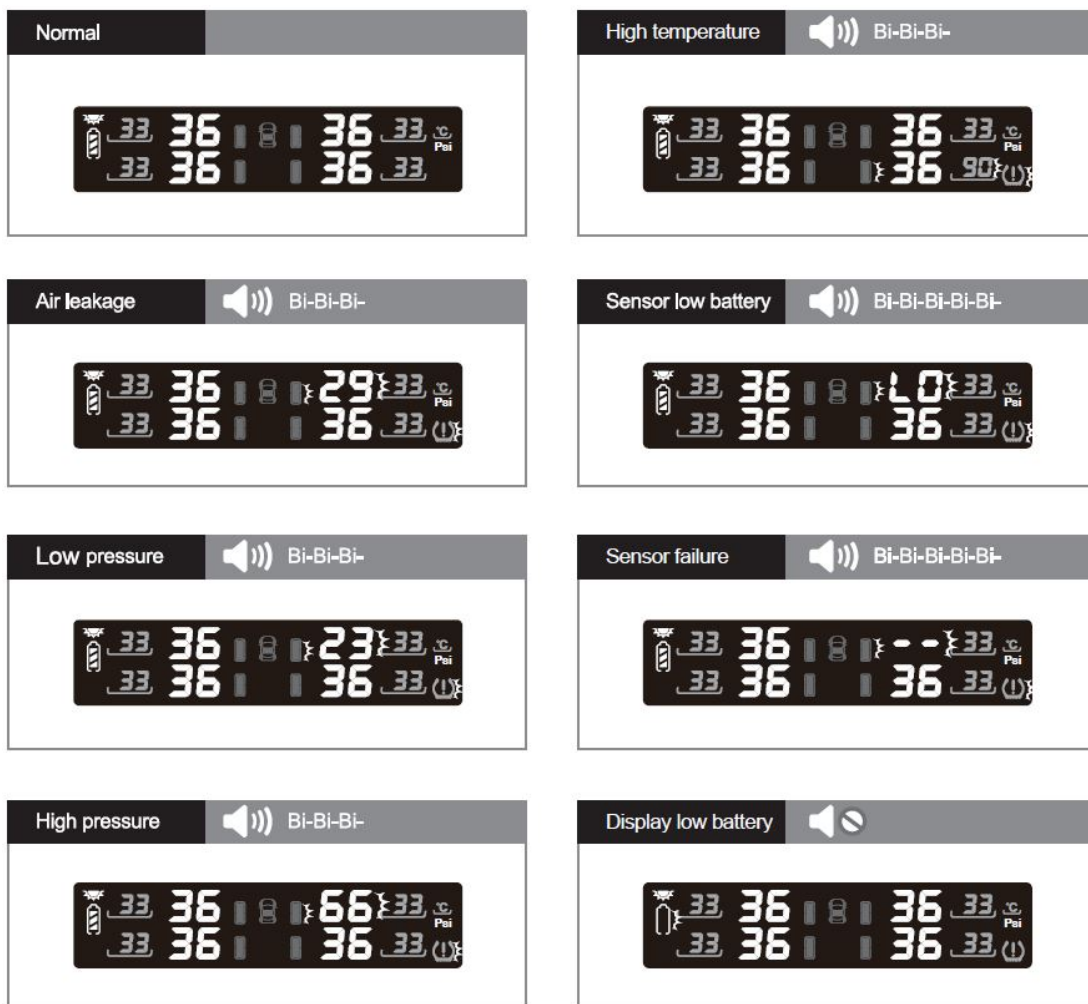 Normal
33 36 36 33 °C
Psi
33 36 36 33
High temperature Bi-Bi-Bi-
33 36 36 33 °C
Psi
33 36 36 90
Air leakage Bi-Bi-Bi-
33 36 29 33 °C
Psi
33 36 36 33
Sensor low battery Bi-Bi-Bi-Bi-Bi-
33 36 LO 33 °C
Psi
33 36 36 33
Low pressure Bi-Bi-Bi-
33 36 23 33 °C
Psi
33 36 36 33
Sensor failure Bi-Bi-Bi-Bi-Bi-
33 36 -- 33 °C
Psi
33 36 36 33
High pressure Bi-Bi-Bi-
33 36 66 33 °C
Psi
33 36 36 33
Display low battery
33 36 36 33 °C
Psi
33 36 36 33